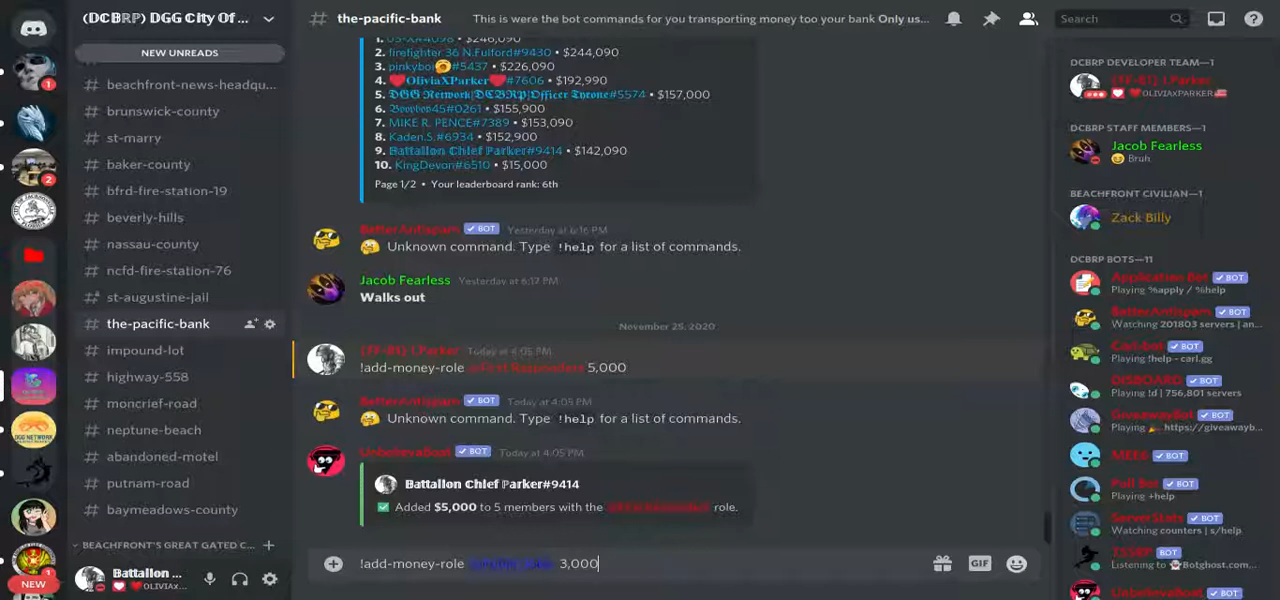 (DCBRP) DGG City Of ...
# the-pacific-bank
This is were the bot commands for you transporting money too your bank Only us...
Search
NEW UNREADS
# beachfront-news-headqu...
# brunswick-county
# st-marry
# baker-county
# bfrd-fire-station-19
# beverly-hills
# nassau-county
# ncfd-fire-station-76
# st-augustine-jail
# the-pacific-bank
# impound-lot
# highway-558
# moncrief-road
# neptune-beach
# abandoned-motel
# putnam-road
# baymeadows-county
BEACHFRONT'S GREAT GATED C...
Battalion ...
OLIVIAx...
1
2
NEW
$246,090
2. firefighter 36 N.Fulford#9430 • $244,090
3. pinkyboi#5437 • $226,090
4. ❤OliviaXParker❤#7606 • $192,990
5. DGG Network DCBRP Officer Tyrone#5574 • $157,000
6. #0261 • $155,900
7. MIKE R. PENCE#7389 • $153,090
8. Kaden.S.#6934 • $152,900
9. Battalion Chief Parker#9414 • $142,090
10. KingDevon#6510 • $15,000
Page 1/2 • Your leaderboard rank: 6th
BetterAntispam BOT Yesterday at 6:16 PM
Unknown command. Type !help for a list of commands.
Jacob Fearless Yesterday at 6:17 PM
Walks out
November 25, 2020
[FF-81] L.Parker Today at 4:05 PM
!add-money-role @First Responders 5,000
BetterAntispam BOT Today at 4:05 PM
Unknown command. Type !help for a list of commands.
UnbelievaBoat BOT Today at 4:05 PM
Battalion Chief Parker#9414
Added $5,000 to 5 members with the role.
!add-money-role 3,000
GIF
DCBRP DEVELOPER TEAM—1
[FF-81] L.Parker
❤OLIVIAXPARKER
DCBRP STAFF MEMBERS—1
Jacob Fearless
Bruh
BEACHFRONT CIVILIAN—1
Zack Billy
DCBRP BOTS—11
Application Bot BOT
Playing %apply / %help
BetterAntispam BOT
Watching 201803 servers | an...
Carl-bot BOT
Playing !help - carl.gg
DISBOARD BOT
Playing !d | 756,801 servers
GiveawayBot BOT
Playing 🎉 https://giveawayb...
MEE6 BOT
Poll Bot BOT
Playing +help
ServerStats BOT
Watching counters | s/help
BOT
Listening to Botghost.com...
UnbelievaBoat BOT